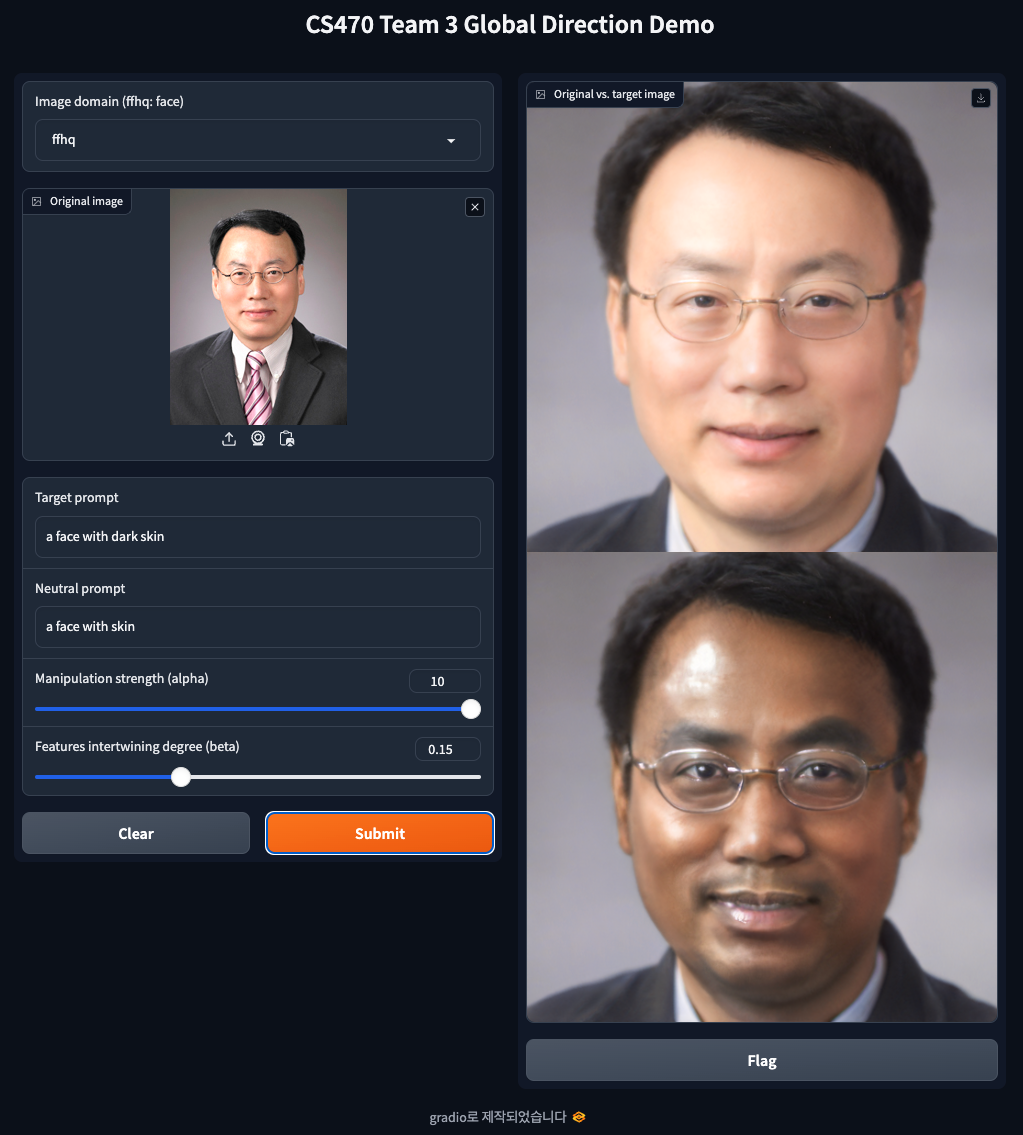 CS470 Team 3 Global Direction Demo
Image domain (ffhq: face)
ffhq
Original image
Target prompt
a face with dark skin
Neutral prompt
a face with skin
Manipulation strength (alpha)
10
Features intertwining degree (beta)
0.15
Clear
Submit
Original vs. target image
Flag
gradio로 제작되었습니다